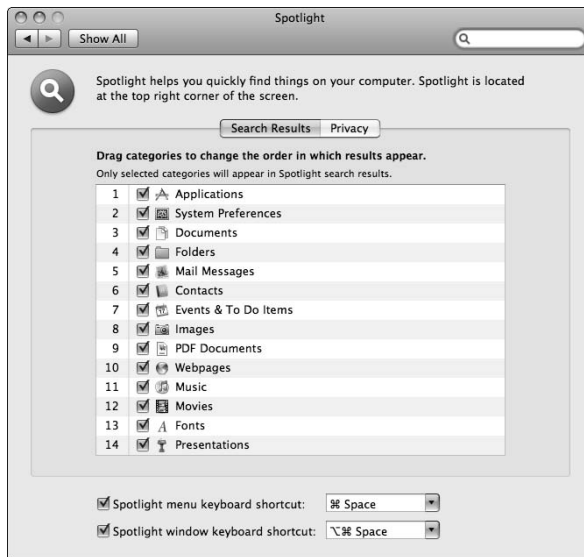 Spotlight
Show All
Spotlight helps you quickly find things on your computer. Spotlight is located
at the top right corner of the screen.
Search Results Privacy
Drag categories to change the order in which results appear.
Only selected categories will appear in Spotlight search results.
1 Applications
2 System Preferences
3 Documents
4 Folders
5 Mail Messages
6 Contacts
7 Events & To Do Items
8 Images
9 PDF Documents
10 Webpages
11 Music
12 Movies
13 Fonts
14 Presentations
Spotlight menu keyboard shortcut: ⌘ Space
Spotlight window keyboard shortcut: ⌥⌘ Space